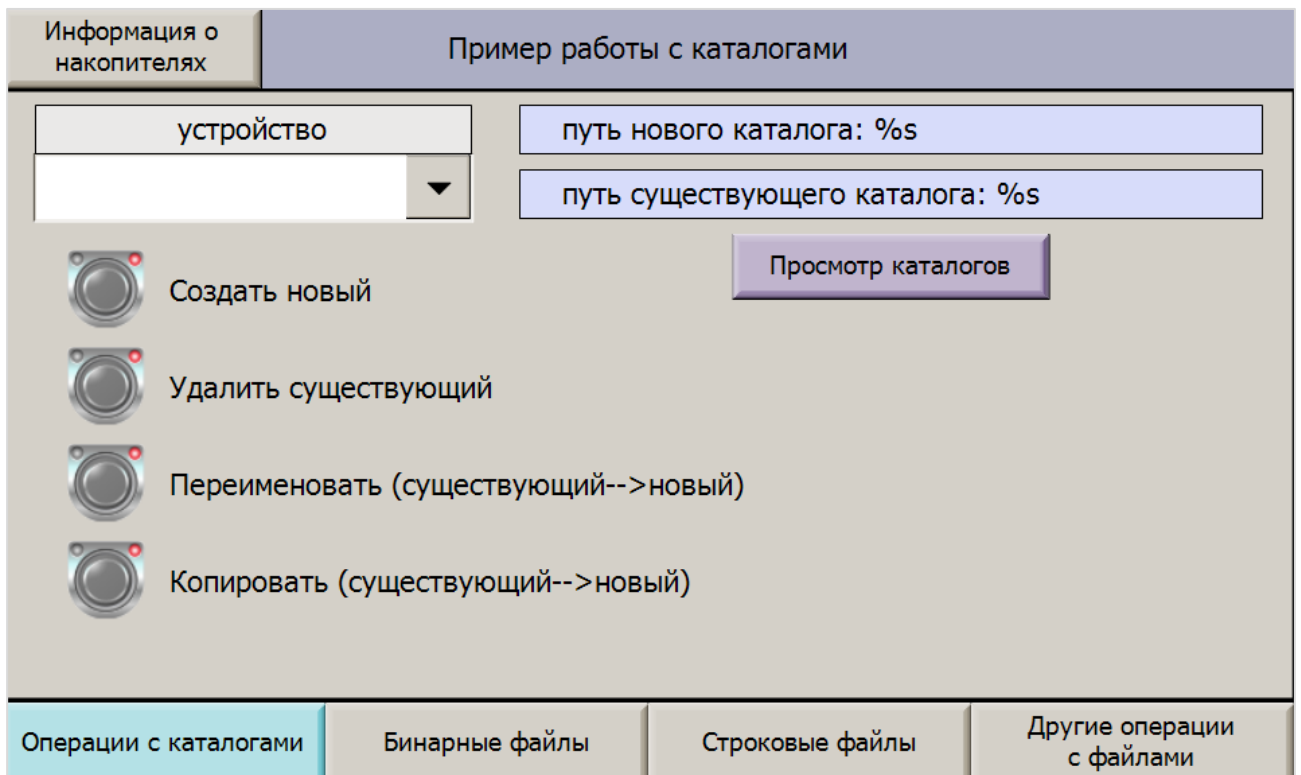 Информация о
накопителях
Пример работы с каталогами
устройство
путь нового каталога: %s
путь существующего каталога: %s
Просмотр каталогов
Создать новый
Удалить существующий
Переименовать (существующий-->новый)
Копировать (существующий-->новый)
Операции с каталогами
Бинарные файлы
Строковые файлы
Другие операции
с файлами